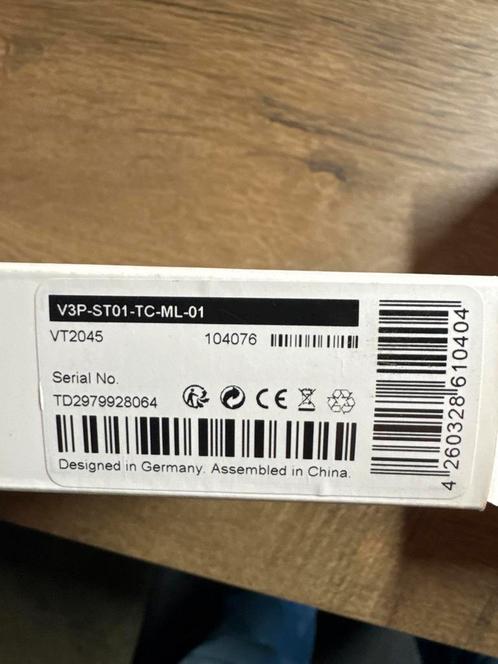 V3P-ST01-TC-ML-01
VT2045 104076
Serial No.
TD2979928064
CE
Designed in Germany. Assembled in China.
4 260328 610404